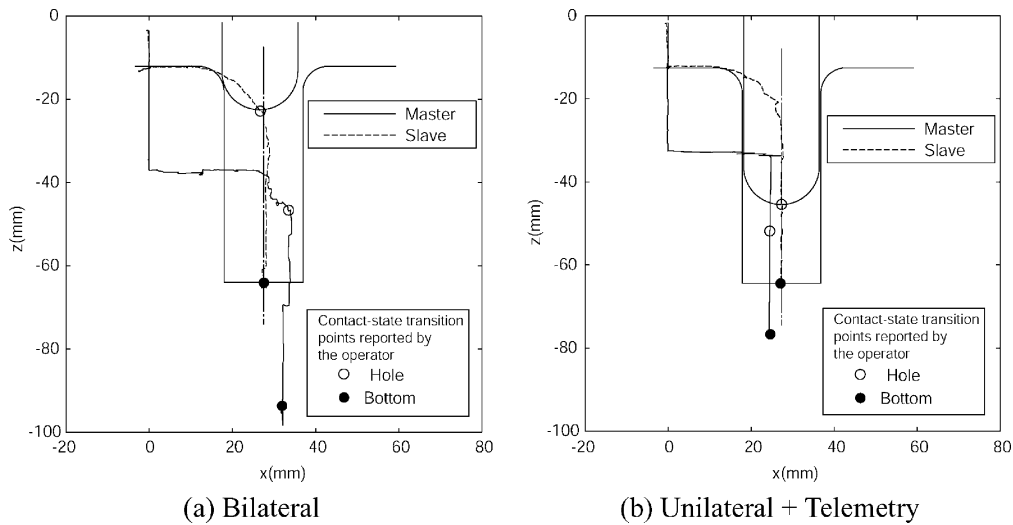 0
-20
-40
-60
-80
-100
-20
0
20
40
60
80
z(mm)
x(mm)
Master
Slave
Contact-state transition
points reported by
the operator
Hole
Bottom
(a) Bilateral
0
-20
-40
-60
-80
-100
-20
0
20
40
60
80
z(mm)
x(mm)
Master
Slave
Contact-state transition
points reported by
the operator
Hole
Bottom
(b) Unilateral + Telemetry